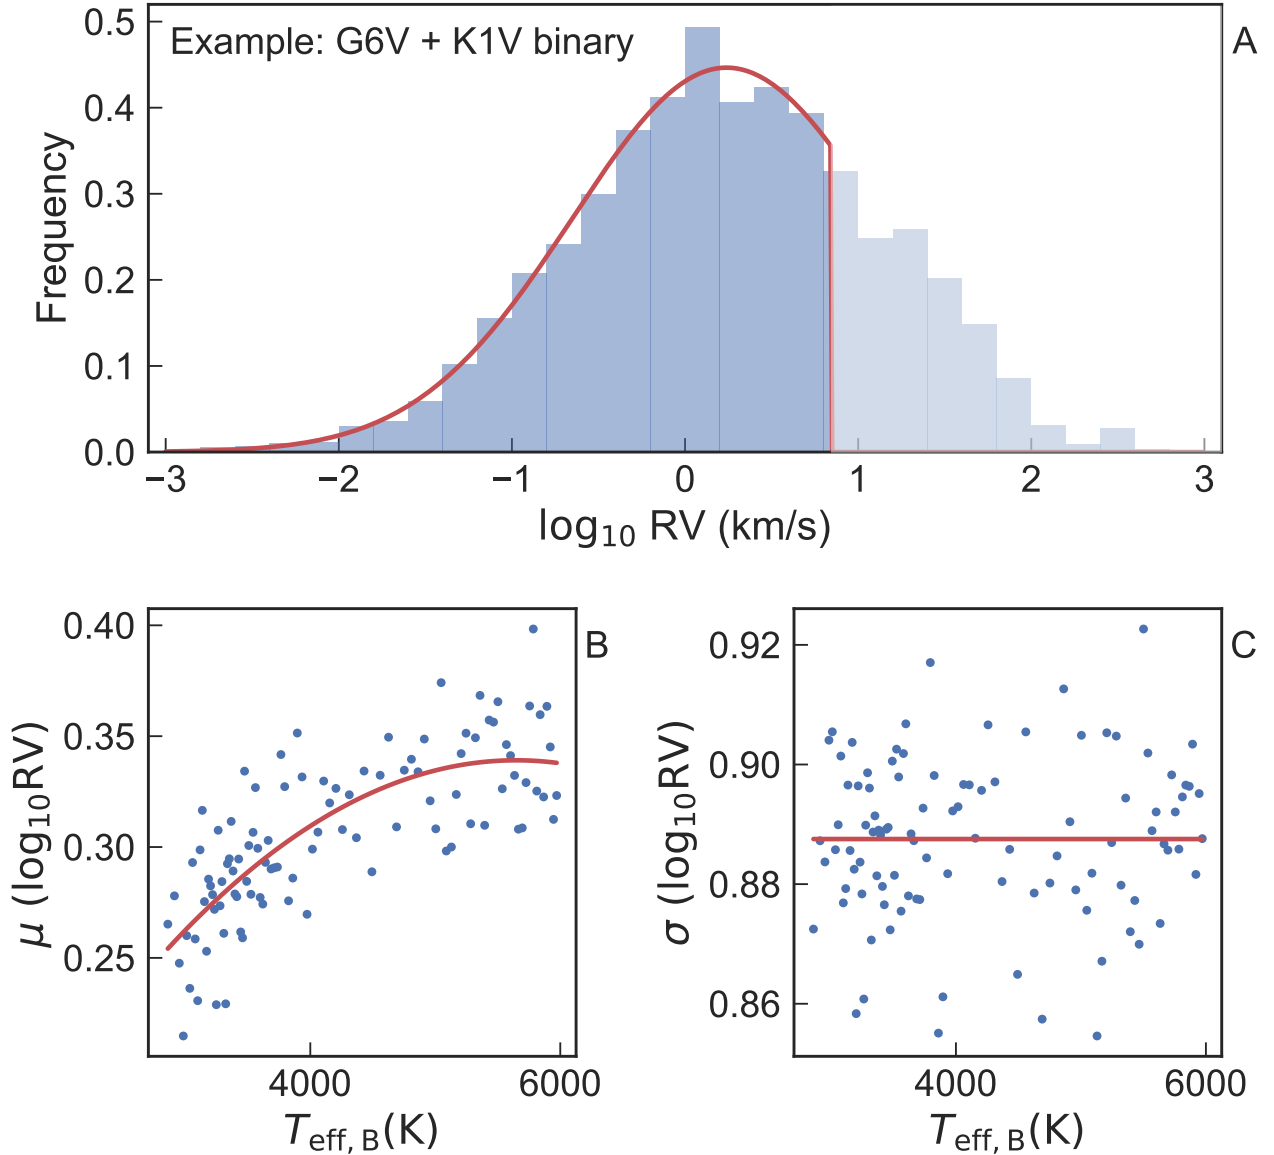 0.5
Example: G6V + K1V binary
A
0.4
0.3
0.2
0.1
0.0
Frequency
−3 −2 −1 0 1 2 3
log₁₀ RV (km/s)
0.40
0.35
0.30
0.25
μ (log₁₀RV)
B
4000 6000
T_eff, B(K)
0.92
0.90
0.88
0.86
σ (log₁₀RV)
C
4000 6000
T_eff, B(K)